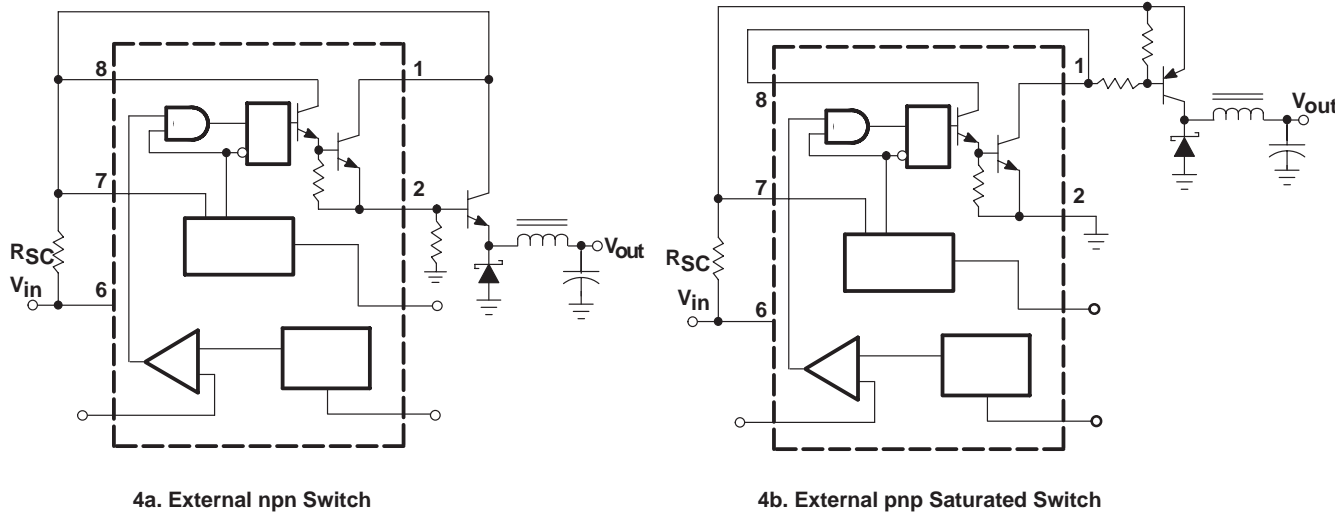 8
1
7
2
RSC
Vin
6
Vout
4a. External npn Switch
1
8
7
2
RSC
Vin
6
Vout
4b. External pnp Saturated Switch